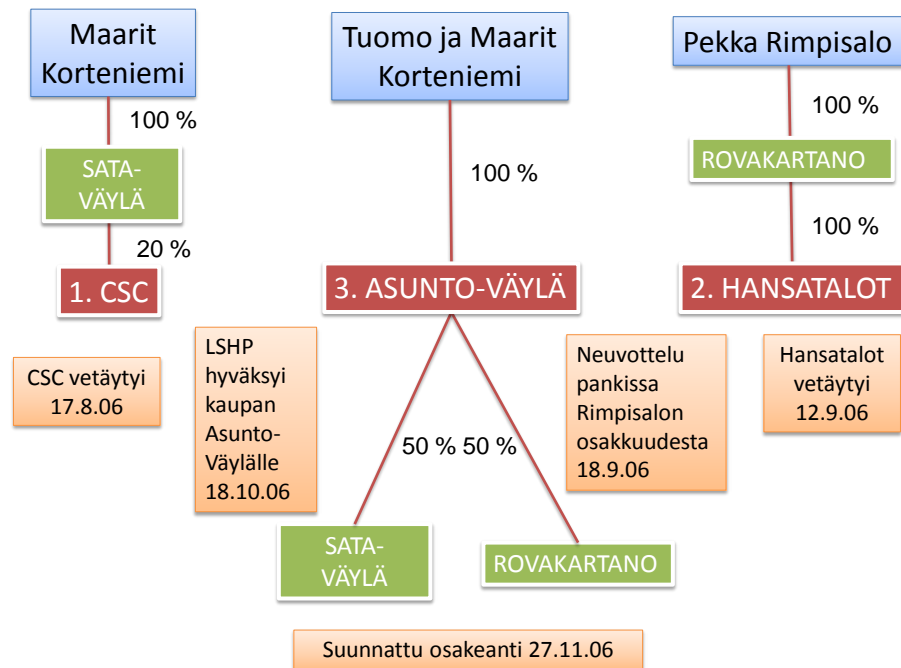 Maarit
Korteniemi
Tuomo ja Maarit
Korteniemi
Pekka Rimpisalo
100 %
100 %
100 %
SATA-
VÄYLÄ
ROVAKARTANO
20 %
100 %
1. CSC
3. ASUNTO-VÄYLÄ
2. HANSATALOT
CSC vetäytyi
17.8.06
LSHP
hyväksyi
kaupan
Asunto-
Väylälle
18.10.06
50 % 50 %
Neuvottelu
pankissa
Rimpisalon
osakkuudesta
18.9.06
Hansatalot
vetäytyi
12.9.06
SATA-
VÄYLÄ
ROVAKARTANO
Suunnattu osakeanti 27.11.06